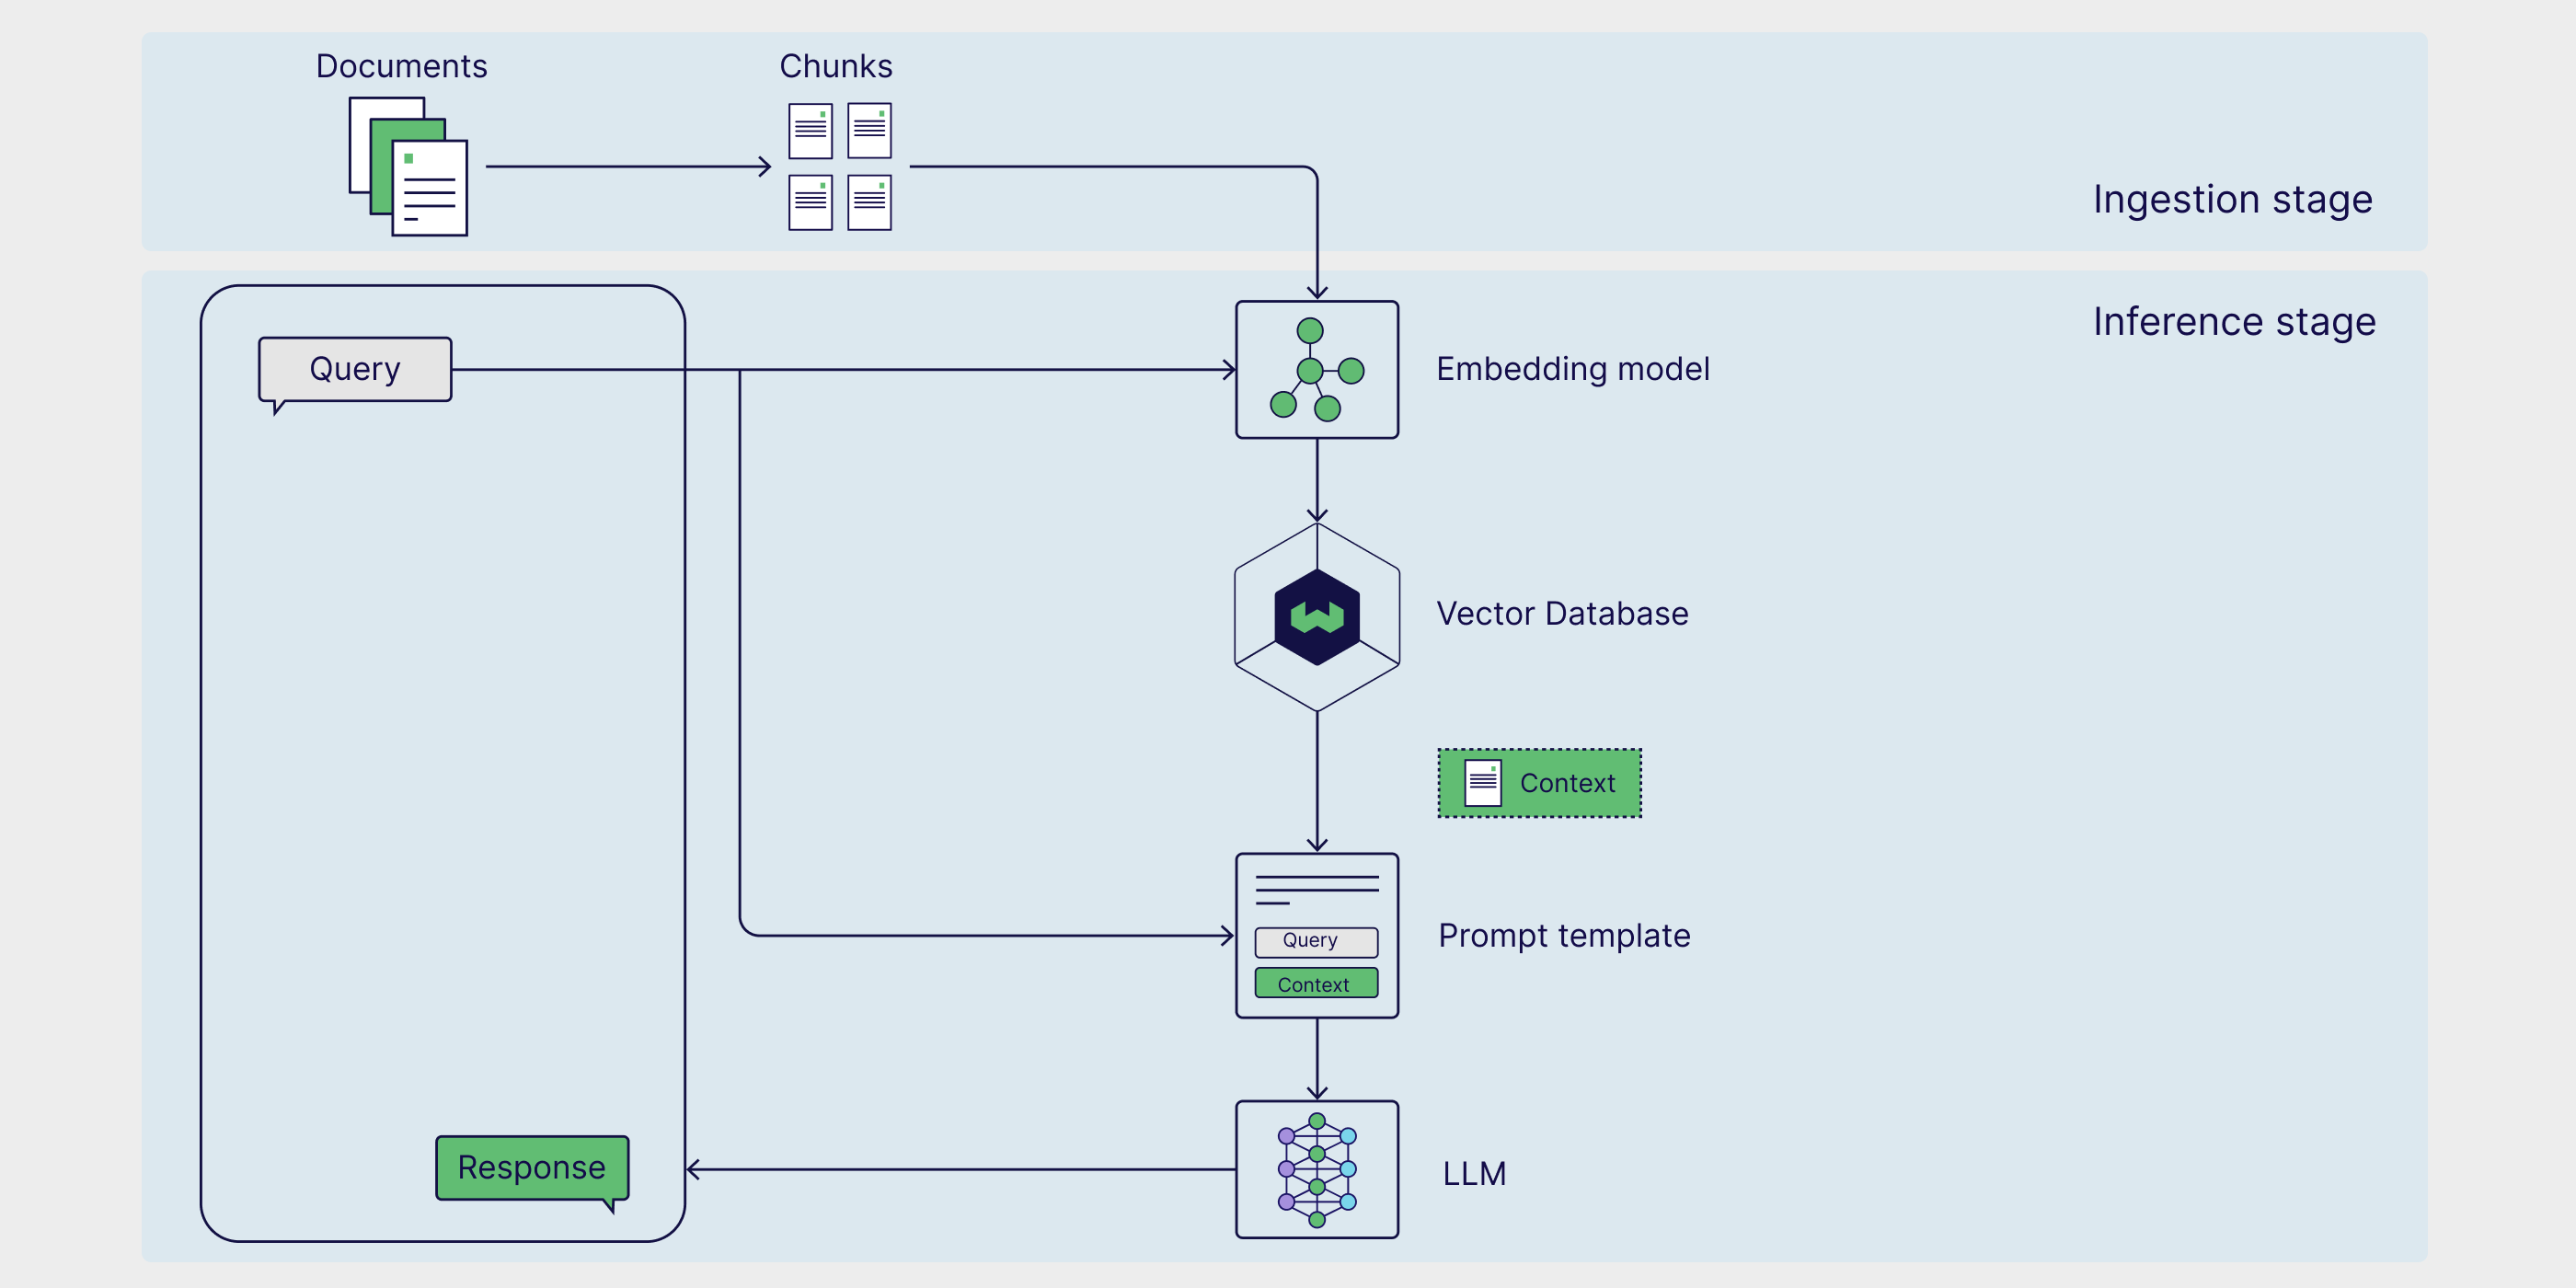 Documents
Chunks
Ingestion stage
Inference stage
Query
Embedding model
Vector Database
Context
Prompt template
Query
Context
Response
LLM